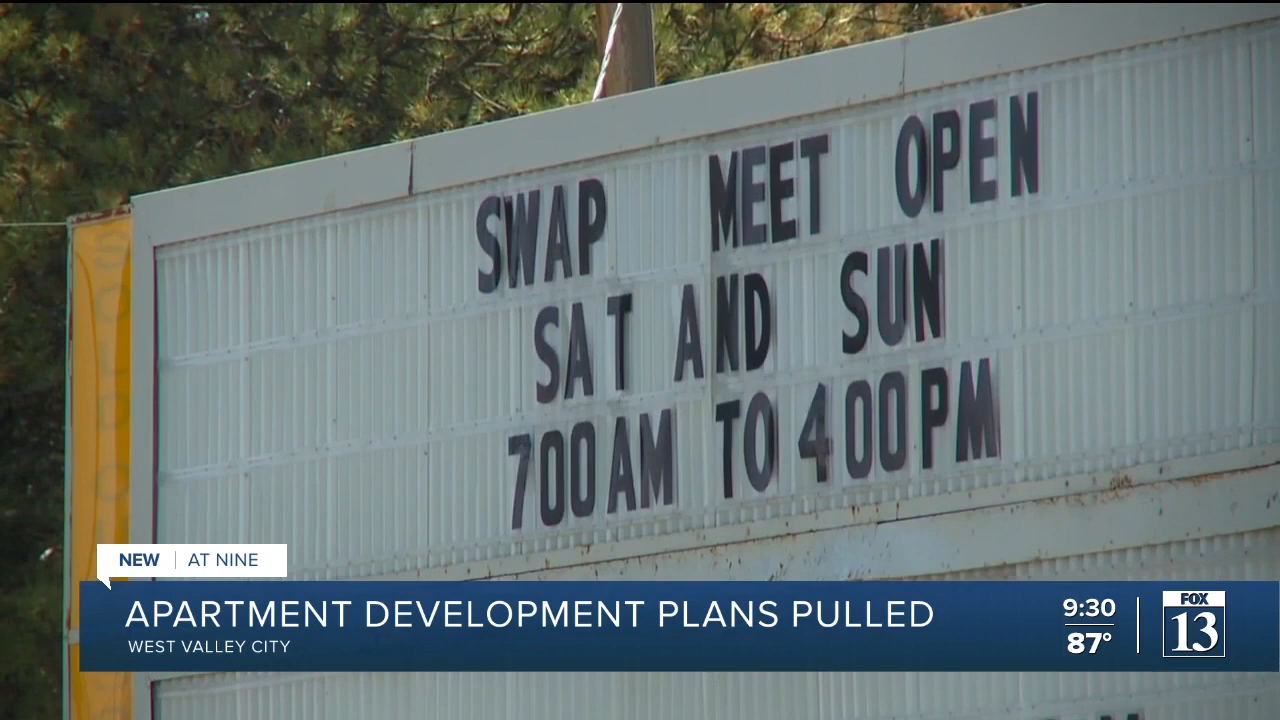 SWAP MEET OPEN
SAT AND SUN
700AM TO 400PM
NEW AT NINE
APARTMENT DEVELOPMENT PLANS PULLED
WEST VALLEY CITY
9:30
87°
FOX
13